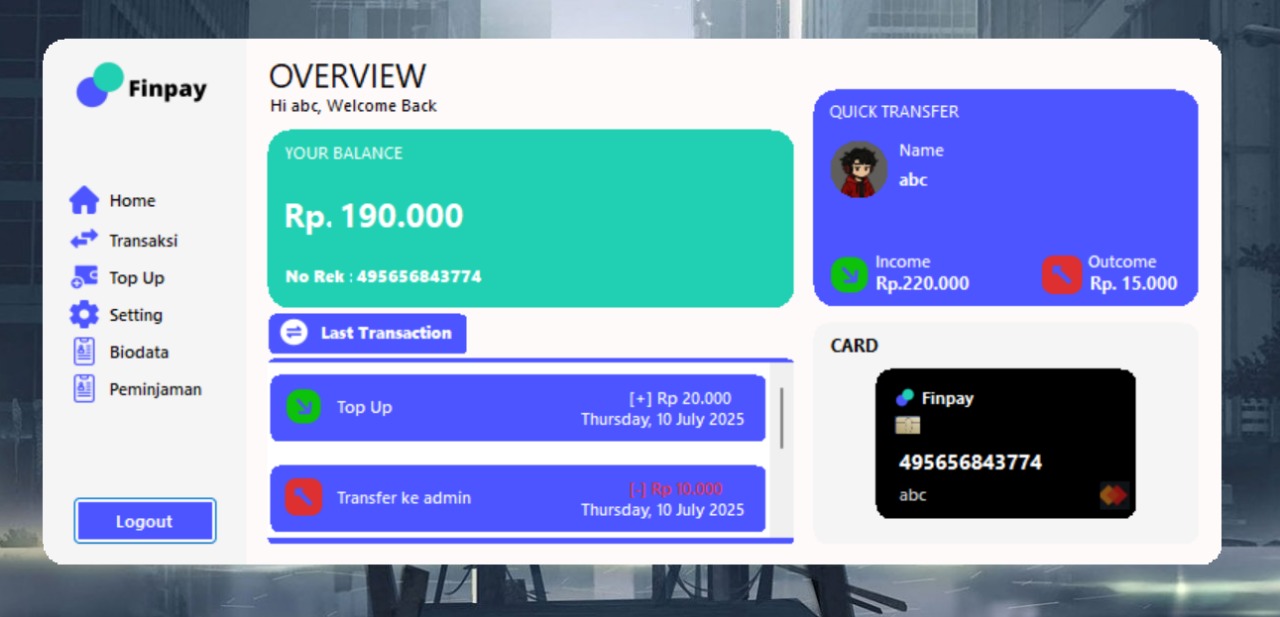 Finpay
Home
Transaksi
Top Up
Setting
Biodata
Peminjaman
Logout
OVERVIEW
Hi abc, Welcome Back
YOUR BALANCE
Rp. 190.000
No Rek : 495656843774
Last Transaction
Top Up
[+] Rp 20.000
Thursday, 10 July 2025
Transfer ke admin
[-] Rp 10.000
Thursday, 10 July 2025
QUICK TRANSFER
Name
abc
Income
Rp.220.000
Outcome
Rp. 15.000
CARD
Finpay
495656843774
abc